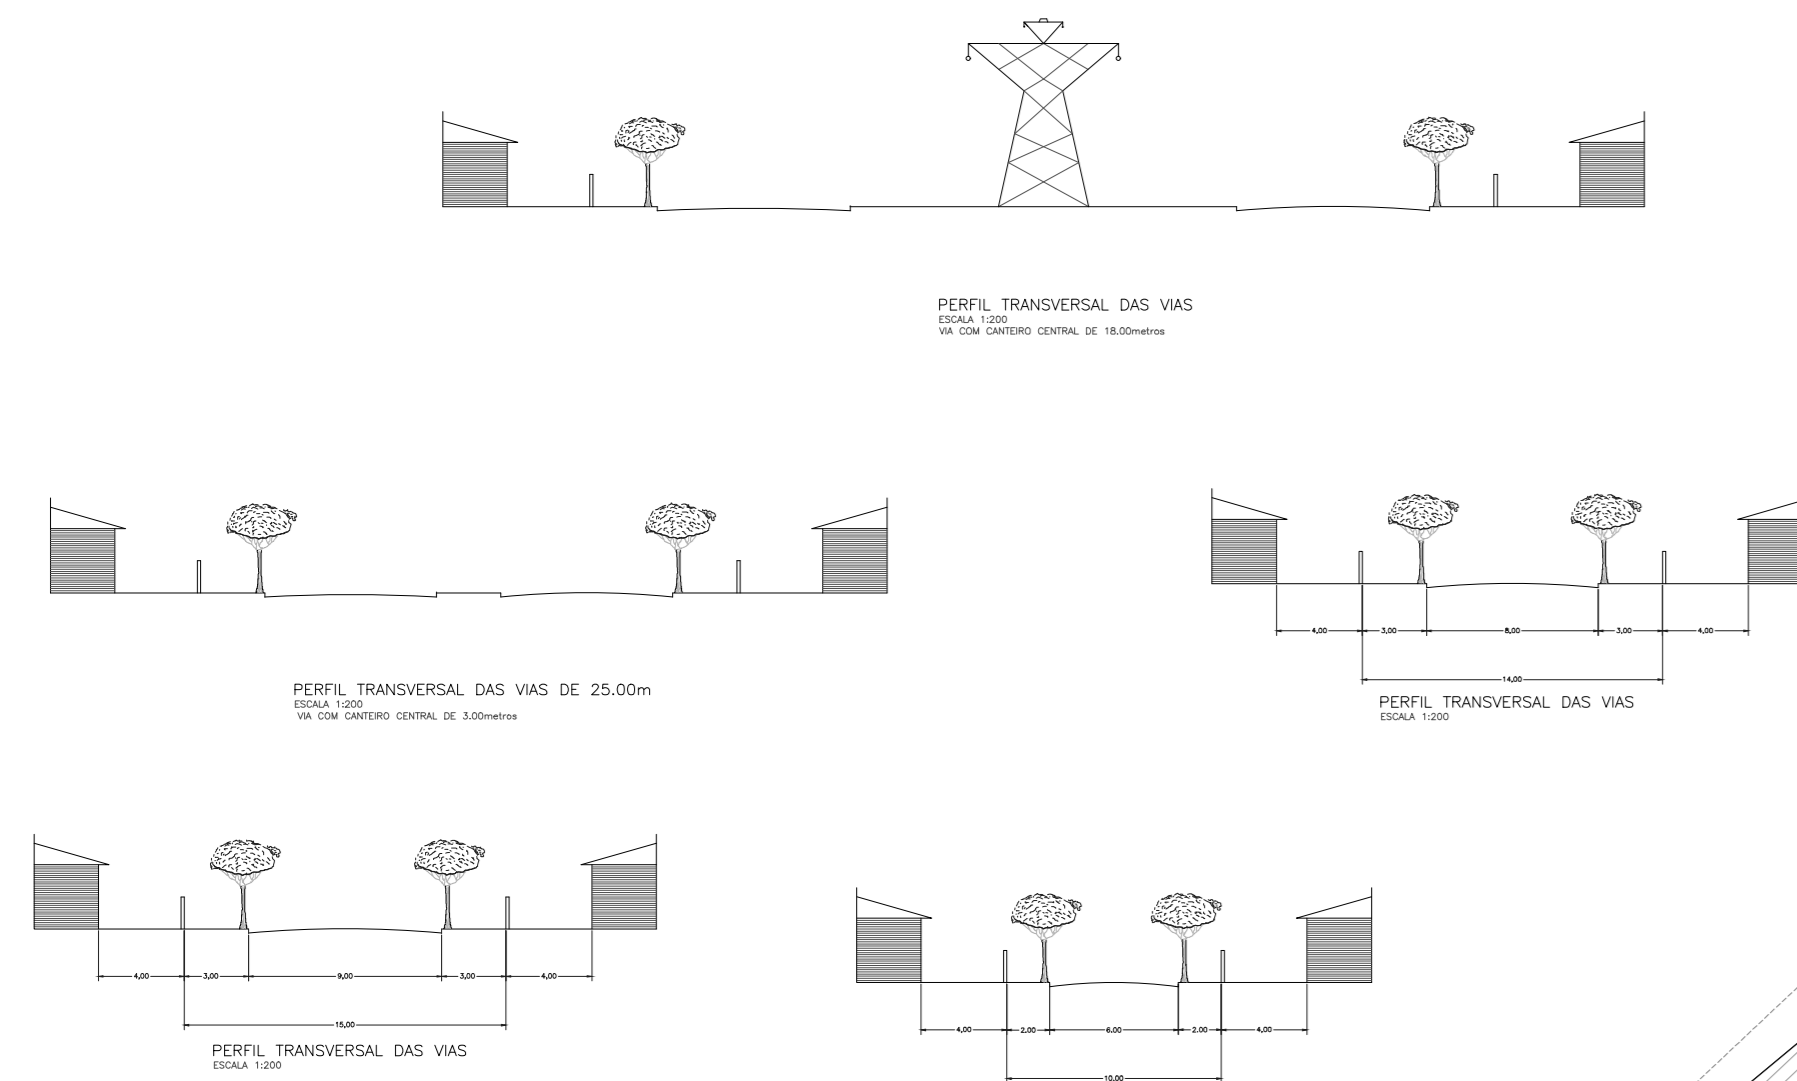 PERFIL TRANSVERSAL DAS VIAS
ESCALA 1:200
VIA COM CANTEIRO CENTRAL DE 18.00metros
PERFIL TRANSVERSAL DAS VIAS DE 25.00m
ESCALA 1:200
VIA COM CANTEIRO CENTRAL DE 3.00metros
4,00 3,00 8,00 3,00 4,00
14,00
PERFIL TRANSVERSAL DAS VIAS
ESCALA 1:200
4,00 3,00 9,00 3,00 4,00
15,00
PERFIL TRANSVERSAL DAS VIAS
ESCALA 1:200
4,00 2.00 6.00 2.00 4,00
10.00